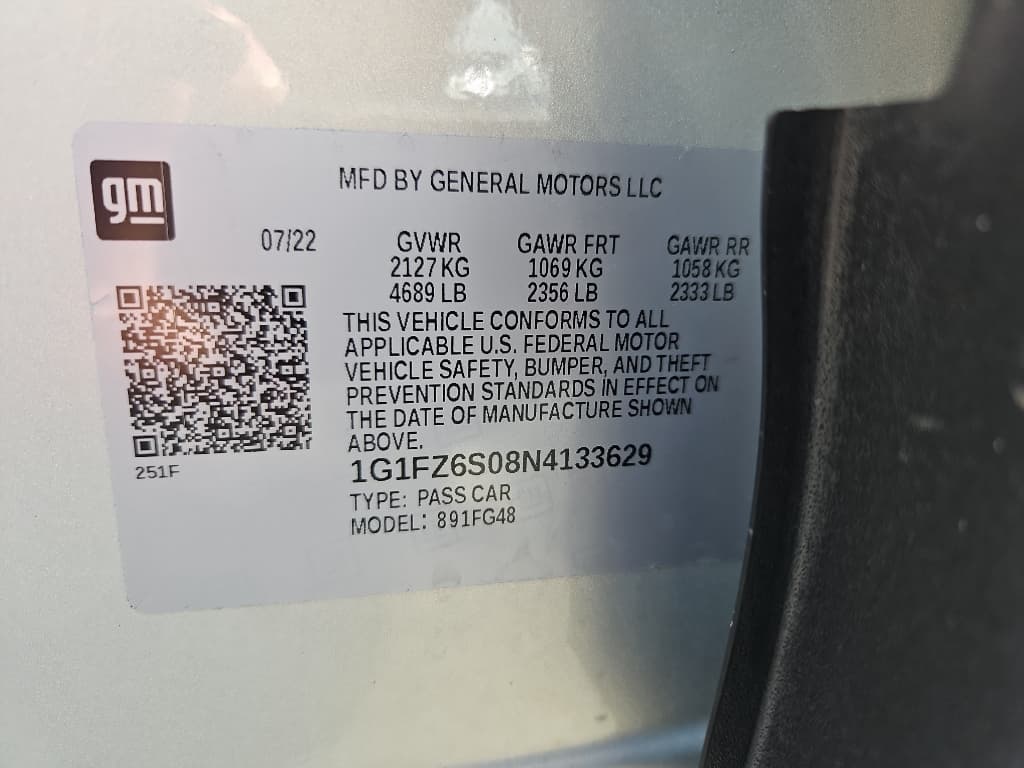 gm
MFD BY GENERAL MOTORS LLC
07/22 GVWR GAWR FRT GAWR RR
2127 KG 1069 KG 1058 KG
4689 LB 2356 LB 2333 LB
THIS VEHICLE CONFORMS TO ALL
APPLICABLE U.S. FEDERAL MOTOR
VEHICLE SAFETY, BUMPER, AND THEFT
PREVENTION STANDARDS IN EFFECT ON
THE DATE OF MANUFACTURE SHOWN
ABOVE.
251F
1G1FZ6S08N4133629
TYPE: PASS CAR
MODEL: 891FG48